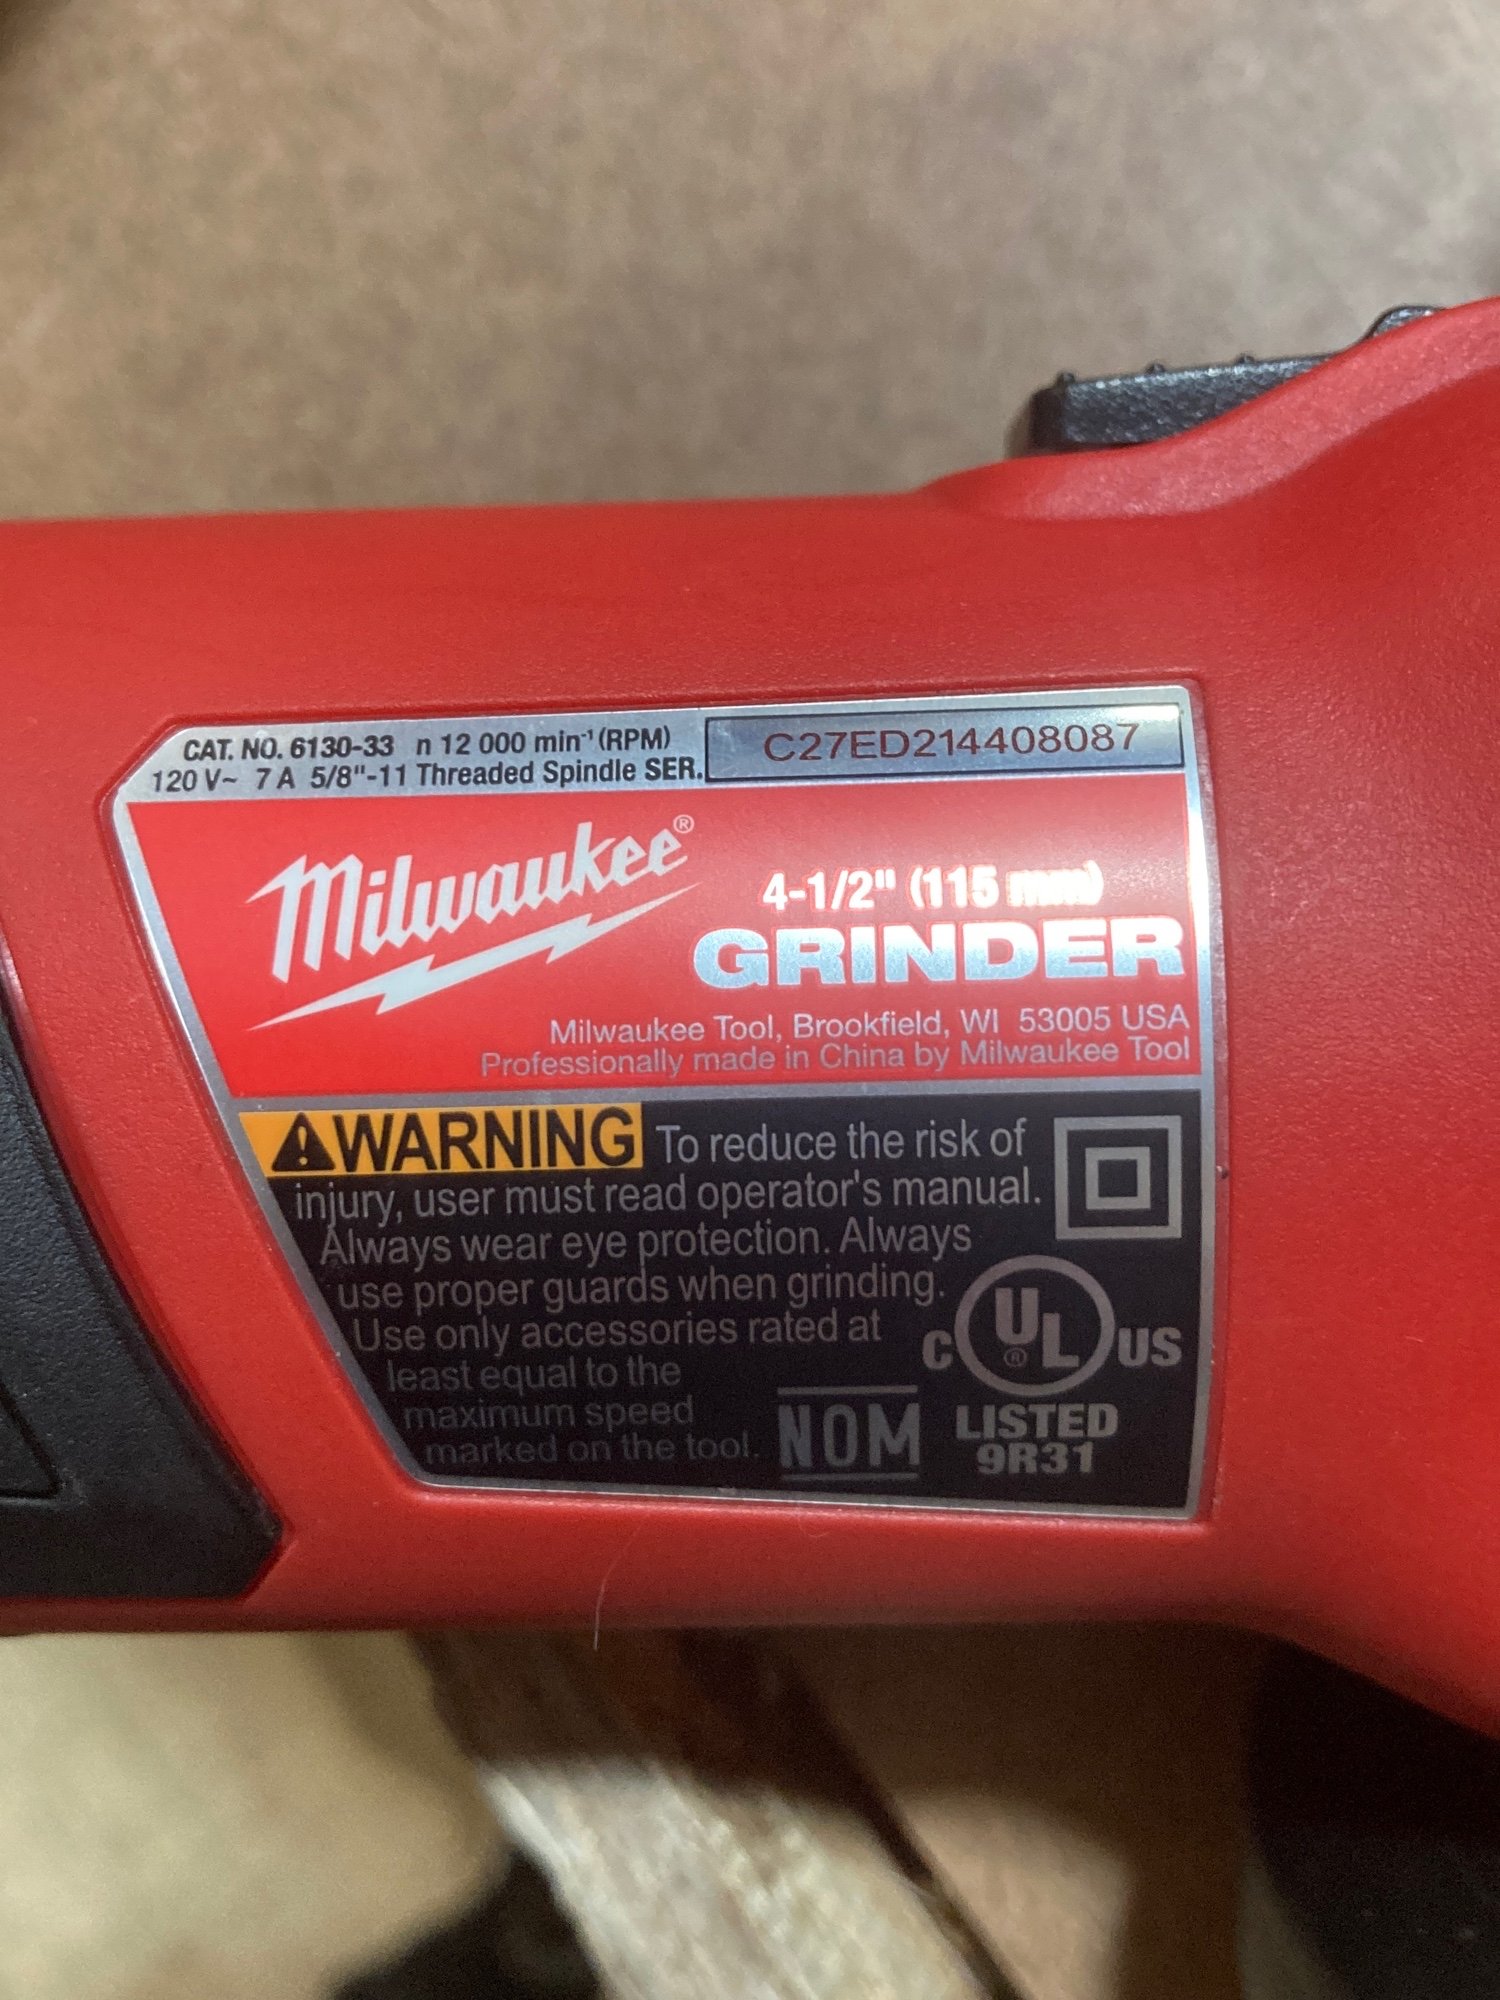 CAT. NO. 6130-33 n 12 000 min⁻¹ (RPM)
120 V~ 7 A 5/8"-11 Threaded Spindle SER. C27ED214408087
Milwaukee®
4-1/2" (115 mm)
GRINDER
Milwaukee Tool, Brookfield, WI 53005 USA
Professionally made in China by Milwaukee Tool
WARNING To reduce the risk of
injury, user must read operator's manual.
Always wear eye protection. Always
use proper guards when grinding.
Use only accessories rated at
least equal to the
maximum speed
marked on the tool.
NOM
C UL® US
LISTED
9R31